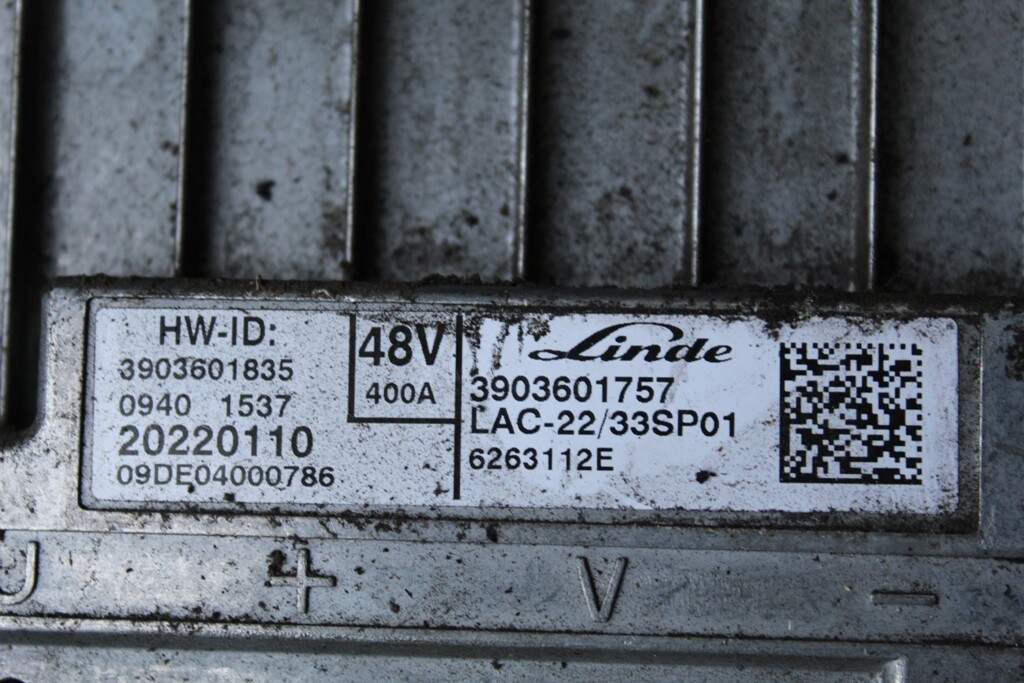 HW-ID:
3903601835
0940 1537
20220110
09DE04000786
48V
400A
Linde
3903601757
LAC-22/33SP01
6263112E
U + V -